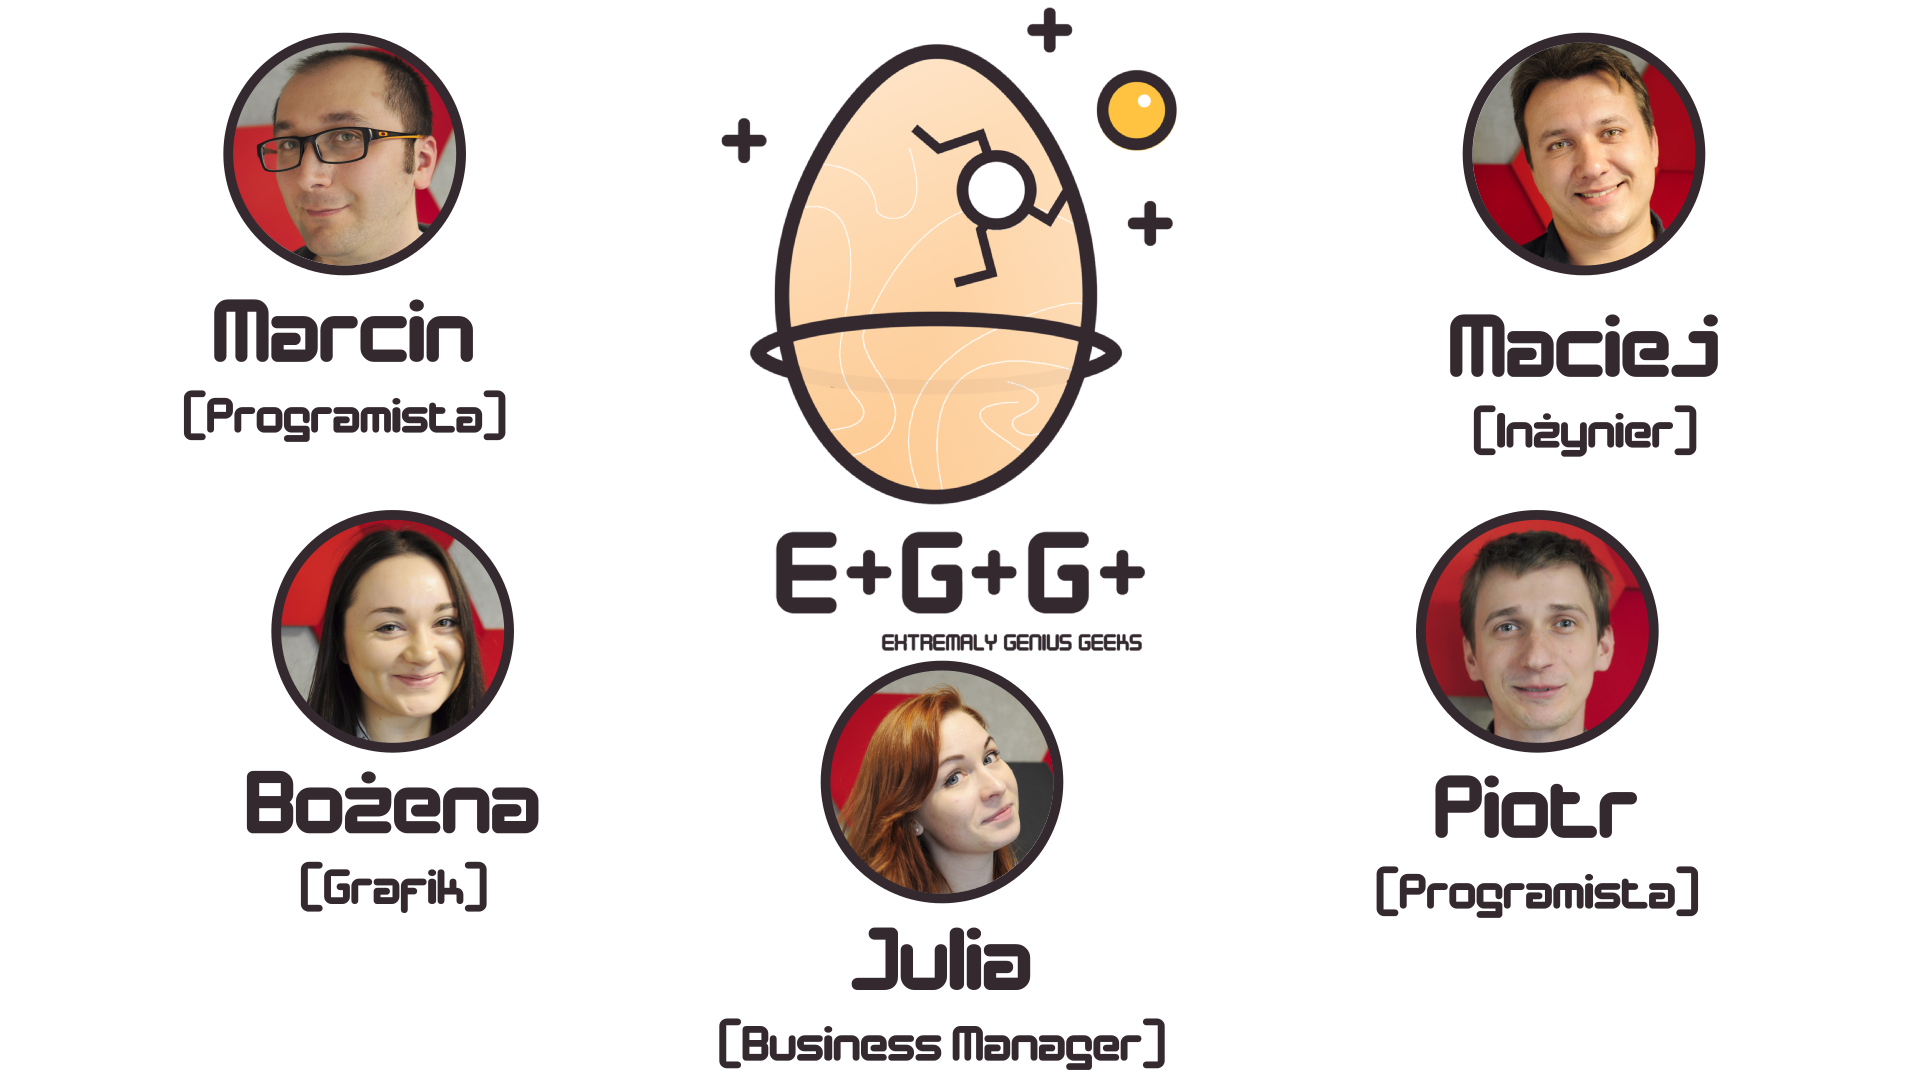 Marcin
[Programista]
Maciej
[Inżynier]
E+G+G+
EXTREMALY GENIUS GEEKS
Bożena
[Grafik]
Piotr
[Programista]
Julia
[Business Manager]